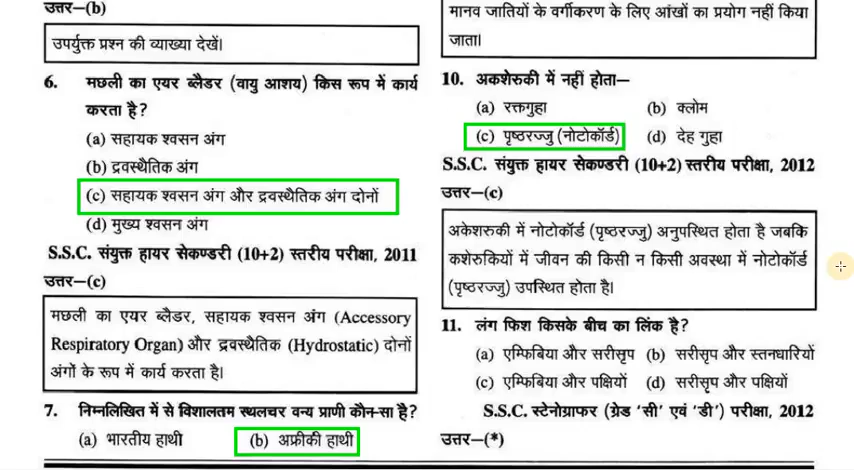 उत्तर–(b)
उपर्युक्त प्रश्न की व्याख्या देखें।
6. मछली का एयर ब्लैडर (वायु आशय) किस रूप में कार्य
करता है?
(a) सहायक श्वसन अंग
(b) द्रवस्थैतिक अंग
(c) सहायक श्वसन अंग और द्रवस्थैतिक अंग दोनों
(d) मुख्य श्वसन अंग
S.S.C. संयुक्त हायर सेकण्डरी (10+2) स्तरीय परीक्षा, 2011
उत्तर–(c)
मछली का एयर ब्लैडर, सहायक श्वसन अंग (Accessory
Respiratory Organ) और द्रवस्थैतिक (Hydrostatic) दोनों
अंगों के रूप में कार्य करता है।
7. निम्नलिखित में से विशालतम स्थलचर वन्य प्राणी कौन-सा है?
(a) भारतीय हाथी (b) अफ्रीकी हाथी
मानव जातियों के वर्गीकरण के लिए आंखों का प्रयोग नहीं किया
जाता।
10. अकशेरुकी में नहीं होता–
(a) रक्तगुहा (b) क्लोम
(c) पृष्ठरज्जु (नोटोकॉर्ड) (d) देह गुहा
S.S.C. संयुक्त हायर सेकण्डरी (10+2) स्तरीय परीक्षा, 2012
उत्तर–(c)
अकेशरुकी में नोटोकॉर्ड (पृष्ठरज्जु) अनुपस्थित होता है जबकि
कशेरुकियों में जीवन की किसी न किसी अवस्था में नोटोकॉर्ड
(पृष्ठरज्जु) उपस्थित होता है।
11. लंग फिश किसके बीच का लिंक है?
(a) एम्फिबिया और सरीसृप (b) सरीसृप और स्तनधारियों
(c) एम्फिबिया और पक्षियों (d) सरीसृप और पक्षियों
S.S.C. स्टेनोग्राफर (ग्रेड 'सी' एवं 'डी') परीक्षा, 2012
उत्तर–(*)